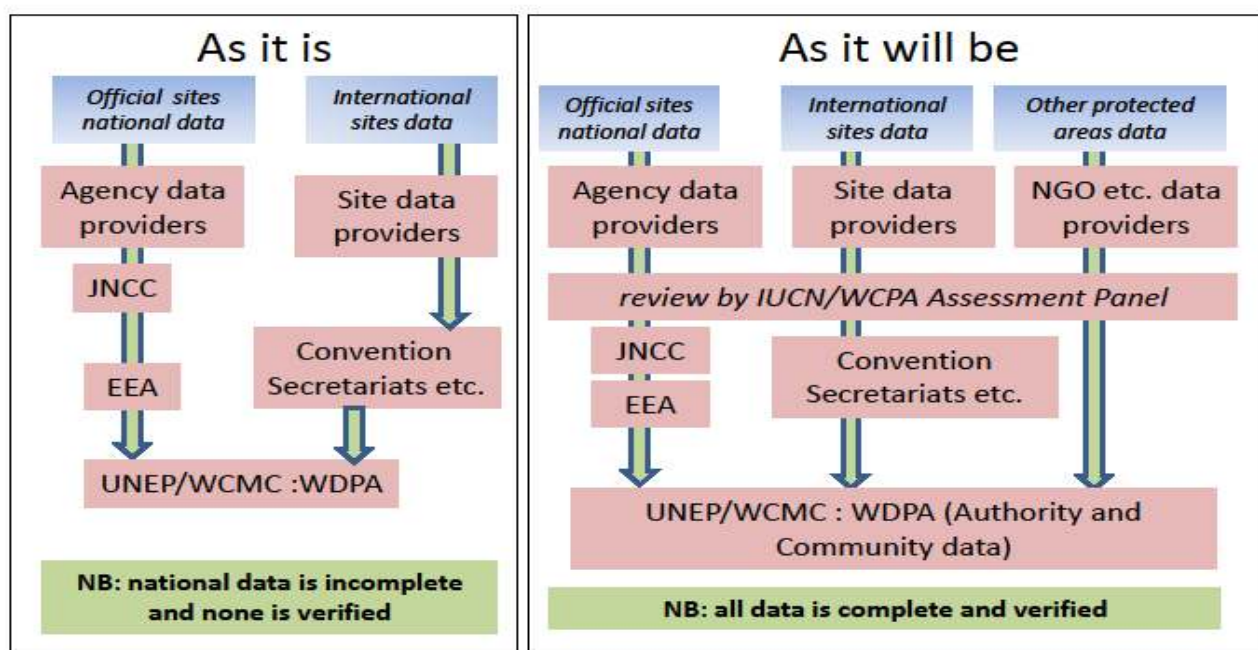 As it is
Official sites
national data
International
sites data
Agency data
providers
Site data
providers
JNCC
EEA
Convention
Secretariats etc.
UNEP/WCMC :WDPA
NB: national data is incomplete
and none is verified
As it will be
Official sites
national data
International
sites data
Other protected
areas data
Agency data
providers
Site data
providers
NGO etc. data
providers
review by IUCN/WCPA Assessment Panel
JNCC
EEA
Convention
Secretariats etc.
UNEP/WCMC : WDPA (Authority and
Community data)
NB: all data is complete and verified